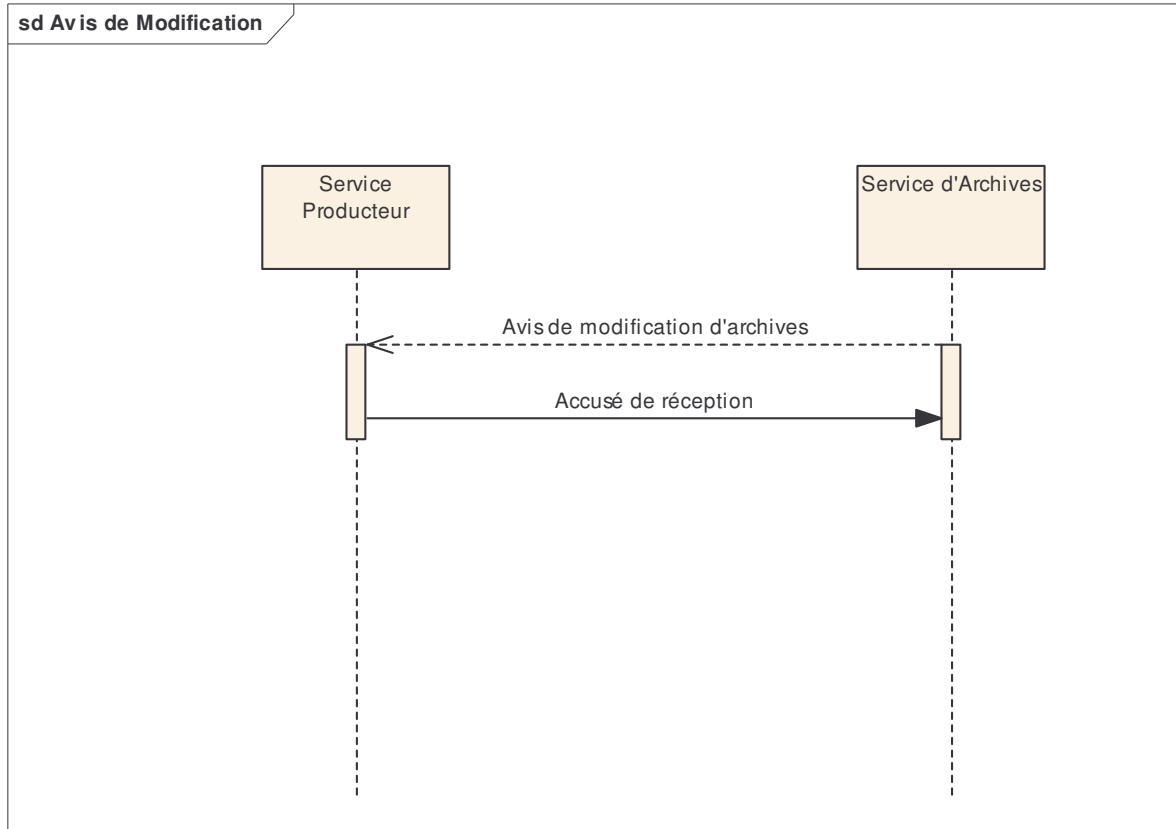 sd Avis de Modification
Service
Producteur
Service d'Archives
Avis de modification d'archives
Accusé de réception